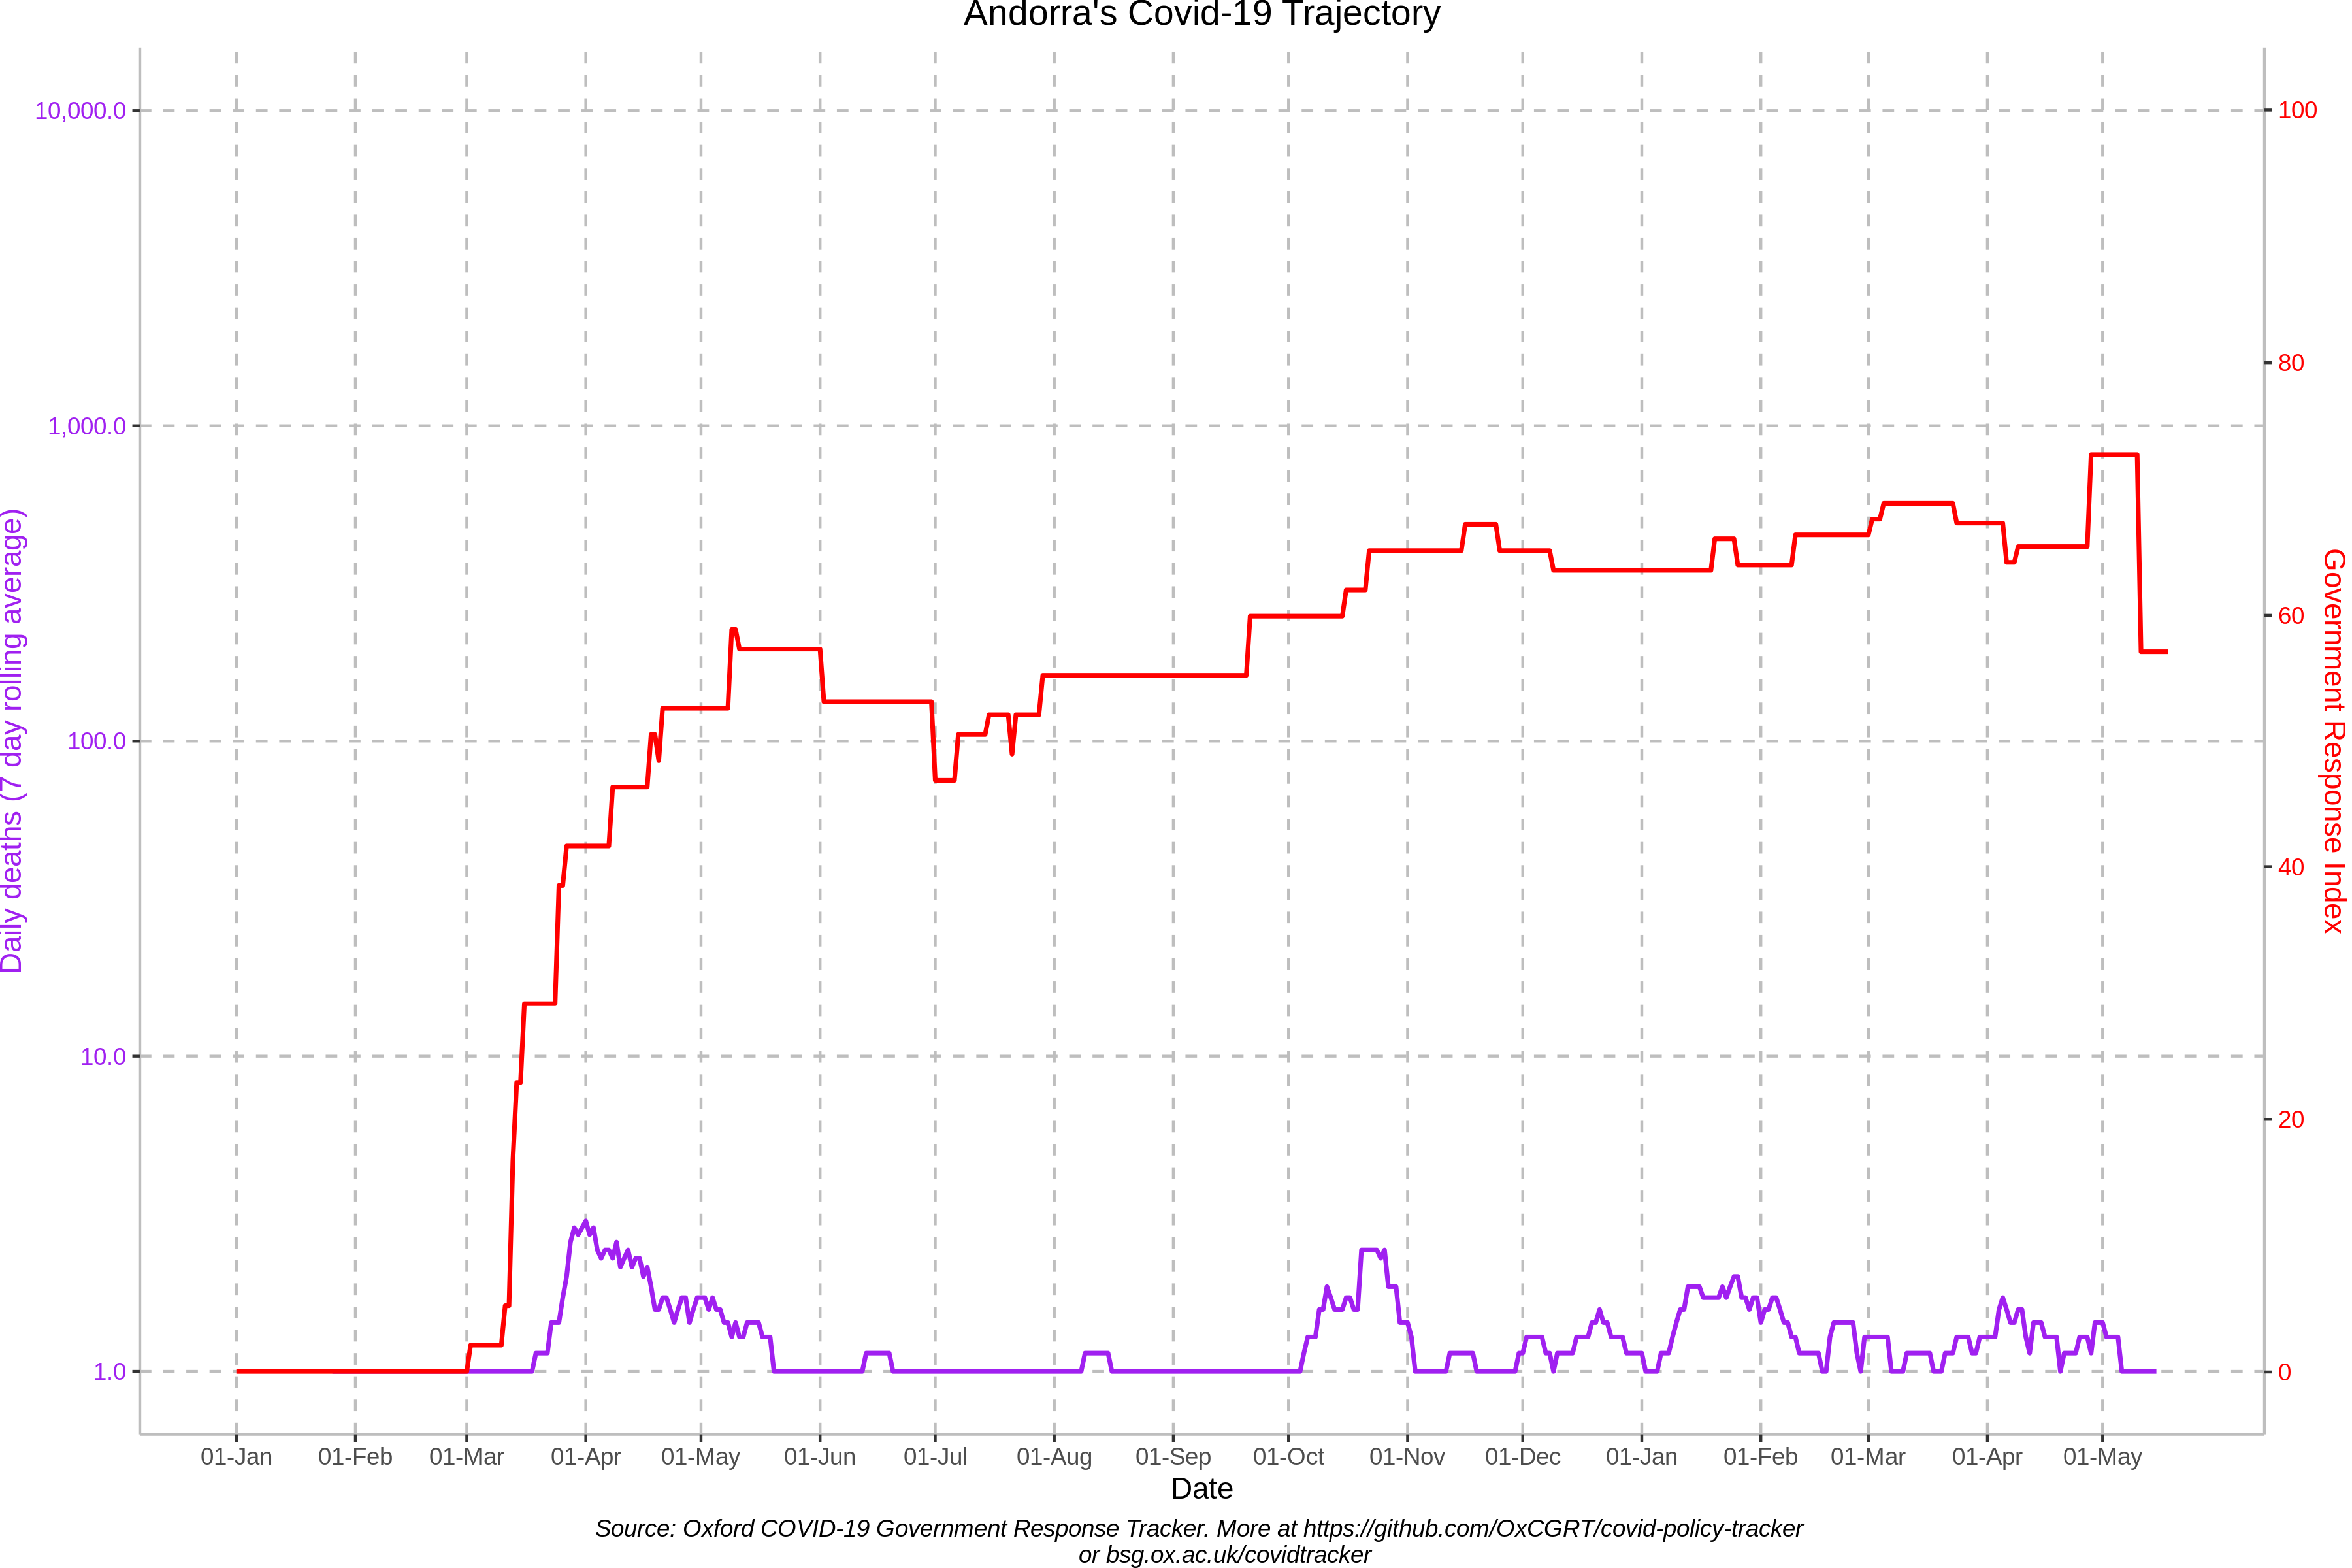 Andorra's Covid-19 Trajectory
10,000.0
1,000.0
100.0
10.0
1.0
Daily deaths (7 day rolling average)
100
80
60
40
20
0
Government Response Index
01-Jan 01-Feb 01-Mar 01-Apr 01-May 01-Jun 01-Jul 01-Aug 01-Sep 01-Oct 01-Nov 01-Dec 01-Jan 01-Feb 01-Mar 01-Apr 01-May
Date
Source: Oxford COVID-19 Government Response Tracker. More at https://github.com/OxCGRT/covid-policy-tracker
or bsg.ox.ac.uk/covidtracker